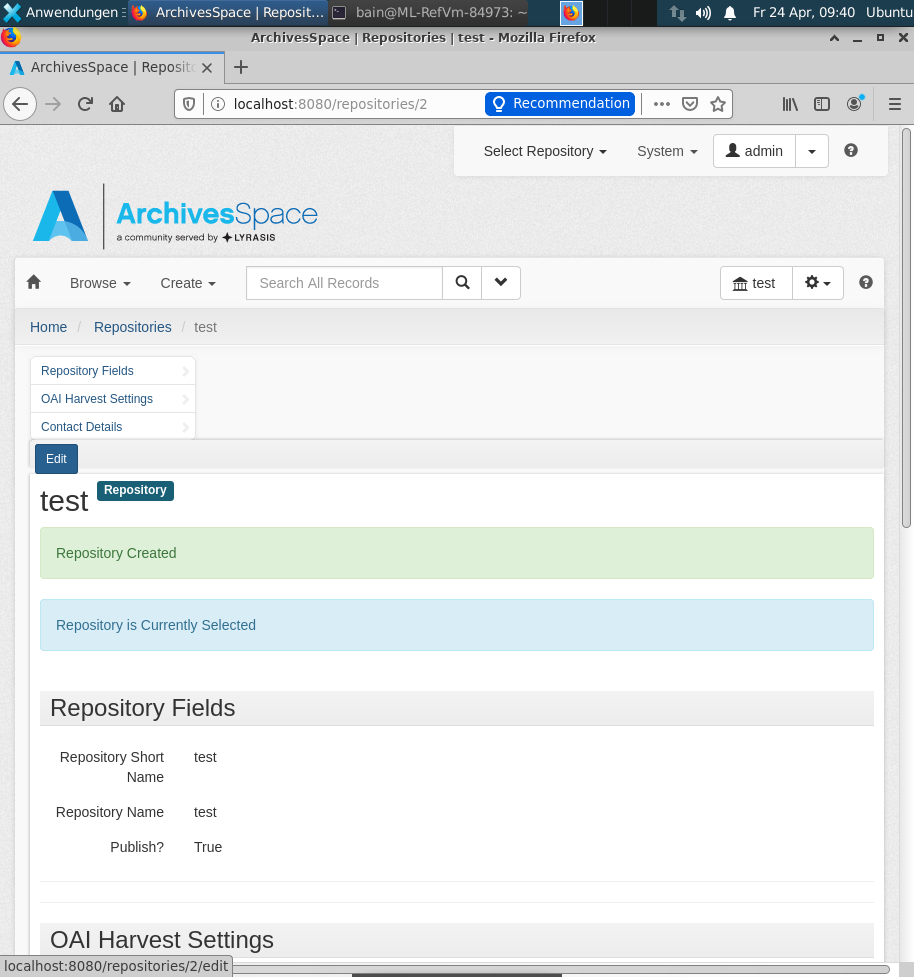 Anwendungen
ArchivesSpace | Reposit...
bain@ML-RefVm-84973: ~
Fr 24 Apr, 09:40 Ubuntu
ArchivesSpace | Repositories | test - Mozilla Firefox
ArchivesSpace | Reposito
localhost:8080/repositories/2
Recommendation
Select Repository
System
admin
ArchivesSpace
a community served by LYRASIS
Browse
Create
Search All Records
test
Home / Repositories / test
Repository Fields
OAI Harvest Settings
Contact Details
Edit
test Repository
Repository Created
Repository is Currently Selected
Repository Fields
Repository Short test
Name
Repository Name test
Publish? True
OAI Harvest Settings
localhost:8080/repositories/2/edit